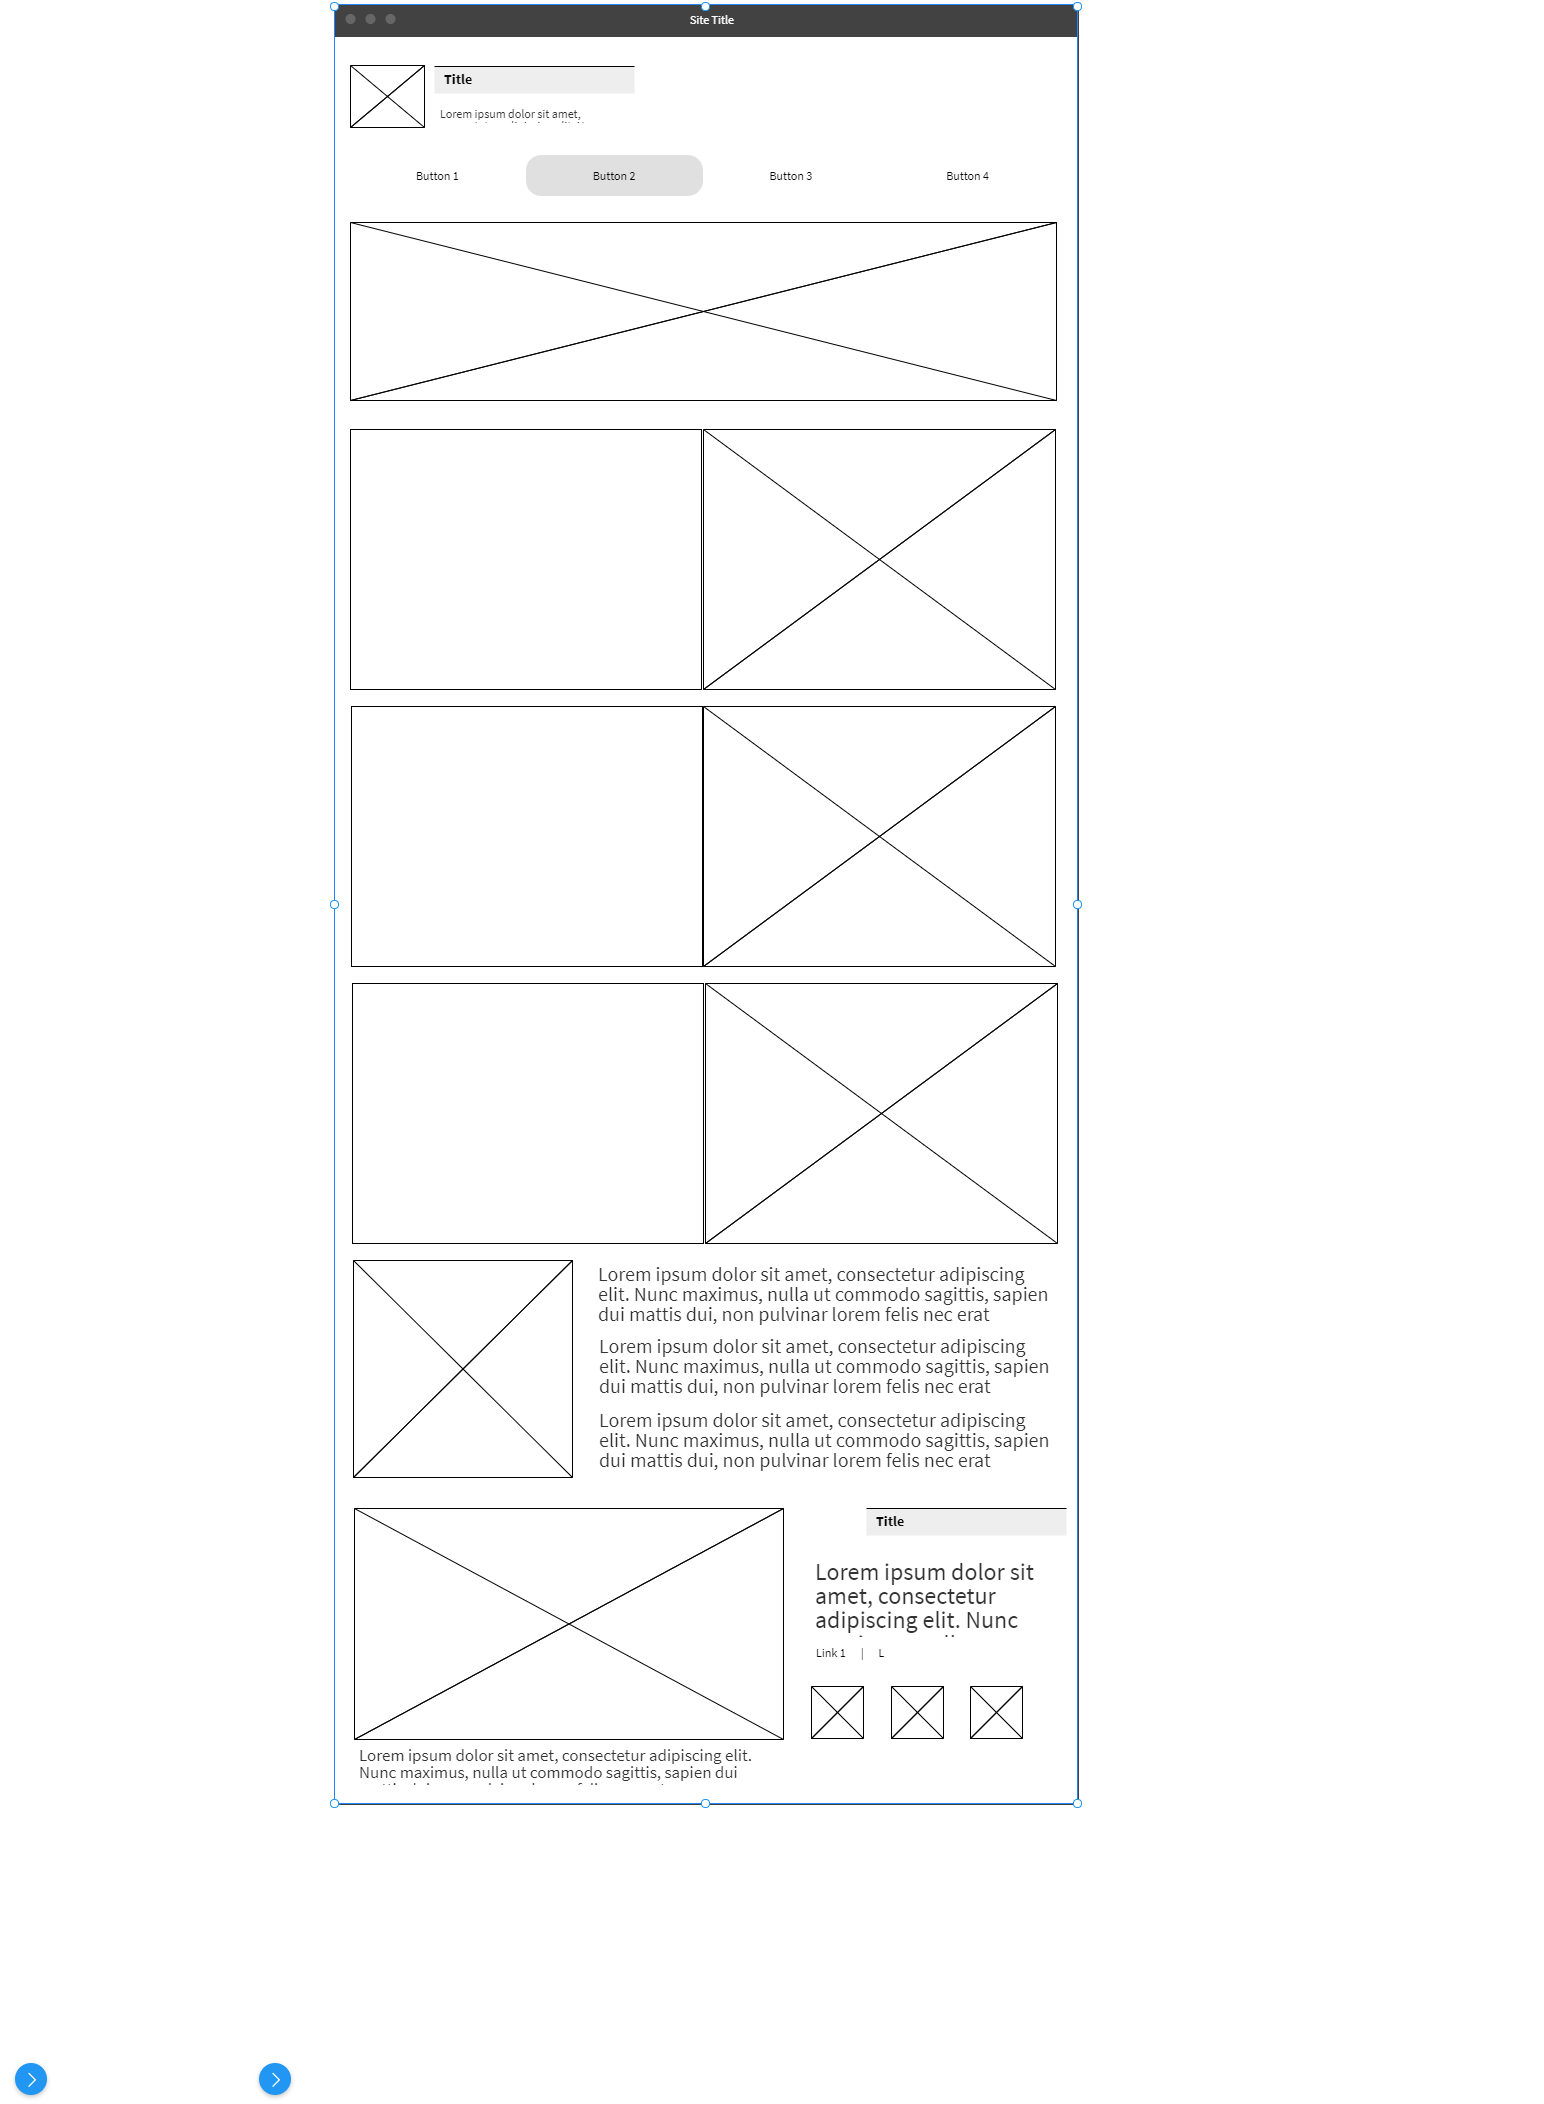 Site Title
Title
Lorem ipsum dolor sit amet,
Button 1
Button 2
Button 3
Button 4
Lorem ipsum dolor sit amet, consectetur adipiscing
elit. Nunc maximus, nulla ut commodo sagittis, sapien
dui mattis dui, non pulvinar lorem felis nec erat
Lorem ipsum dolor sit amet, consectetur adipiscing
elit. Nunc maximus, nulla ut commodo sagittis, sapien
dui mattis dui, non pulvinar lorem felis nec erat
Lorem ipsum dolor sit amet, consectetur adipiscing
elit. Nunc maximus, nulla ut commodo sagittis, sapien
dui mattis dui, non pulvinar lorem felis nec erat
Title
Lorem ipsum dolor sit
amet, consectetur
adipiscing elit. Nunc
Link 1 | L
Lorem ipsum dolor sit amet, consectetur adipiscing elit.
Nunc maximus, nulla ut commodo sagittis, sapien dui